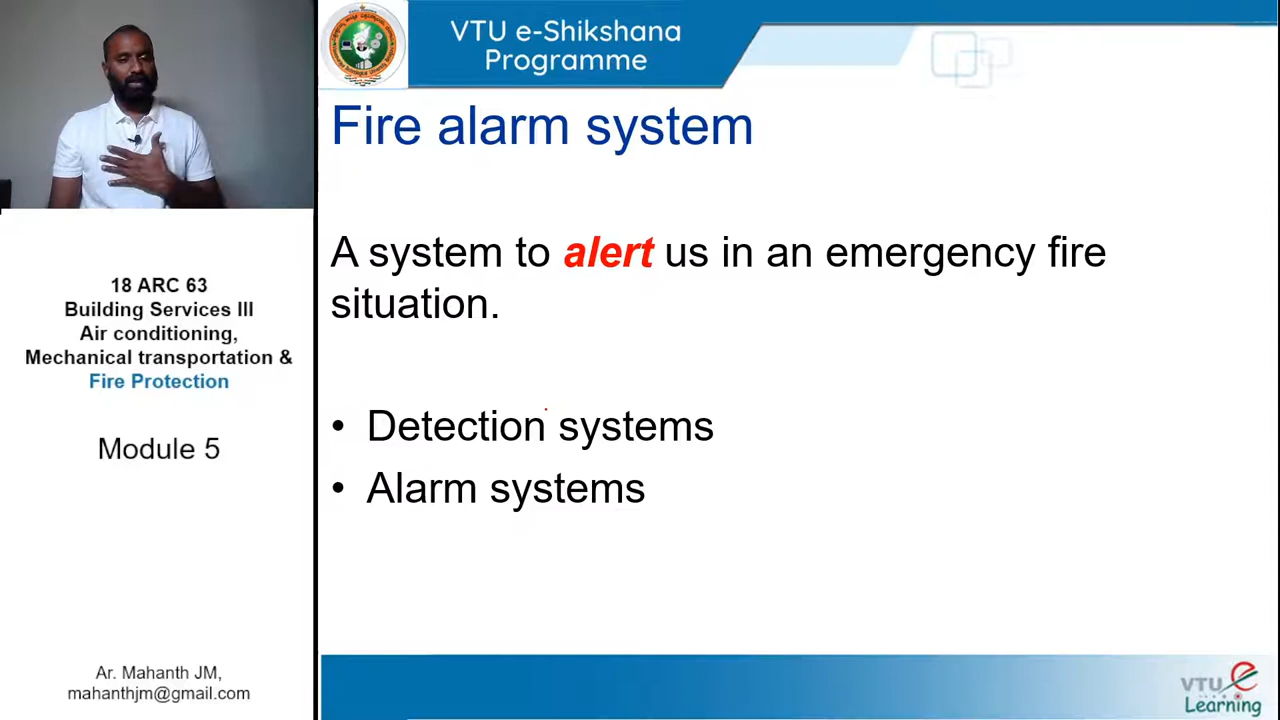 VTU e-Shikshana
Programme
Fire alarm system
A system to alert us in an emergency fire
situation.
• Detection systems
• Alarm systems
18 ARC 63
Building Services III
Air conditioning,
Mechanical transportation &
Fire Protection
Module 5
Ar. Mahanth JM,
mahanthjm@gmail.com
VTU e
Learning